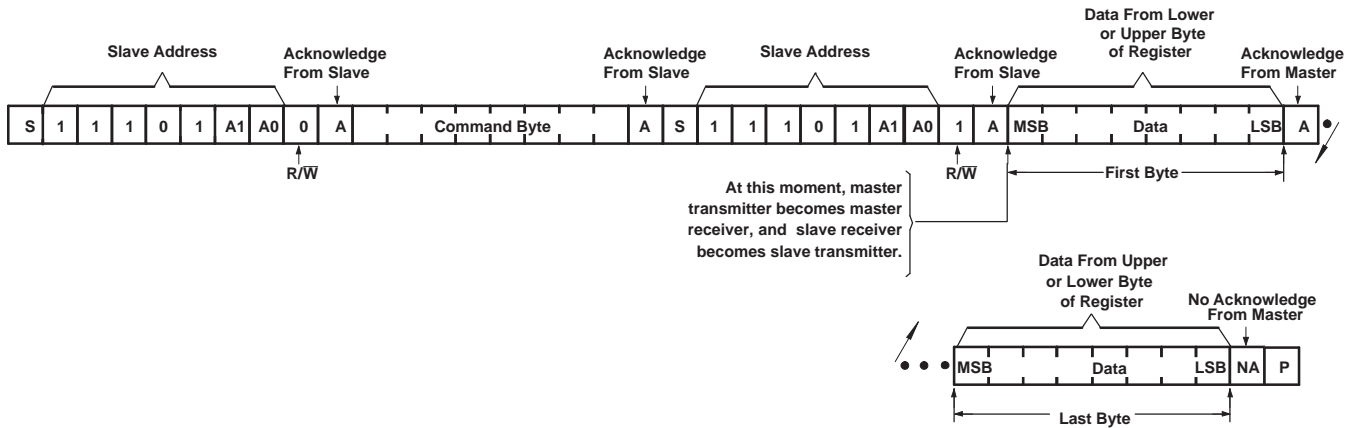 Slave Address
Acknowledge
From Slave
Acknowledge
From Slave
Slave Address
Acknowledge
From Slave
Data From Lower
or Upper Byte
of Register
Acknowledge
From Master
S 1 1 1 0 1 A1 A0 0 A Command Byte A S 1 1 1 0 1 A1 A0 1 A MSB Data LSB A
R/W̅
R/W̅
First Byte
At this moment, master
transmitter becomes master
receiver, and slave receiver
becomes slave transmitter.
Data From Upper
or Lower Byte
of Register
No Acknowledge
From Master
MSB Data LSB NA P
Last Byte